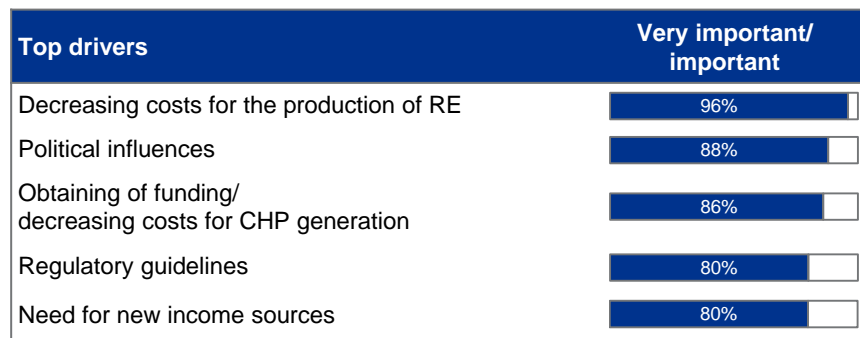 Top drivers
Very important/
important
Decreasing costs for the production of RE
96%
Political influences
88%
Obtaining of funding/
decreasing costs for CHP generation
86%
Regulatory guidelines
80%
Need for new income sources
80%